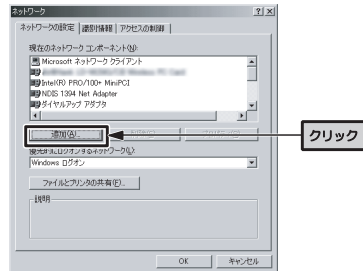 ネットワーク
ネットワークの設定 識別情報 アクセスの制御
現在のネットワーク コンポーネント(N):
Microsoft ネットワーク クライアント
Intel(R) PRO/100+ MiniPCI
NDIS 1394 Net Adapter
ダイヤルアップ アダプタ
追加(A)...
クリック
優先的にログオンするネットワーク(L):
Windows ログオン
ファイルとプリンタの共有(F)...
説明
OK キャンセル